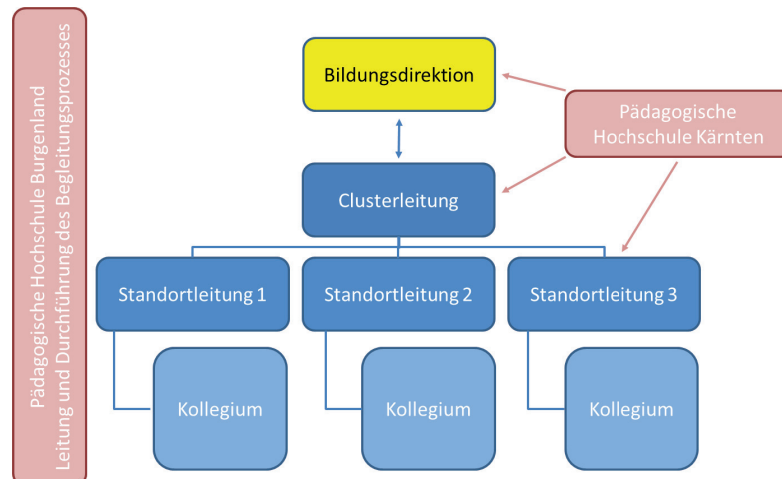 Pädagogische Hochschule Burgenland
Leitung und Durchführung des Begleitungsprozesses
Bildungsdirektion
Pädagogische
Hochschule Kärnten
Clusterleitung
Standortleitung 1
Standortleitung 2
Standortleitung 3
Kollegium
Kollegium
Kollegium